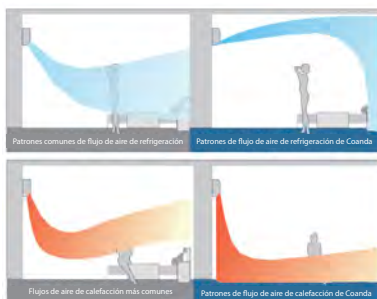 Patrones comunes de flujo de aire de refrigeración
Patrones de flujo de aire de refrigeración de Coanda
Flujos de aire de calefacción más comunes
Patrones de flujo de aire de calefacción de Coanda